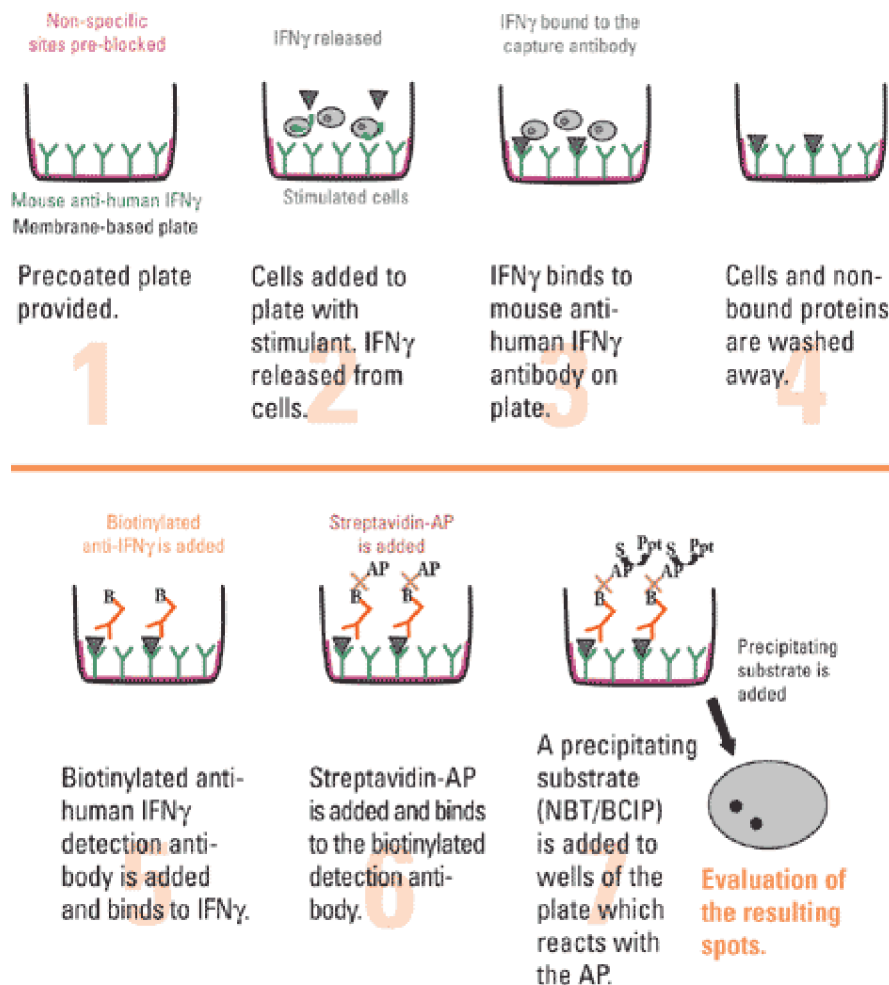 Non-specific
sites pre-blocked
Mouse anti-human IFNγ
Membrane-based plate
Precoated plate
provided.
1
IFNγ released
Stimulated cells
Cells added to
plate with
stimulant. IFNγ
released from
cells.
2
IFNγ bound to the
capture antibody
IFNγ binds to
mouse anti-
human IFNγ
antibody on
plate.
3
Cells and non-
bound proteins
are washed
away.
4
Biotinylated
anti-IFNγ is added
B B
Biotinylated anti-
human IFNγ
detection anti-
body is added
and binds to IFNγ.
5
Streptavidin-AP
is added
AP AP
B B
Streptavidin-AP
is added and binds
to the biotinylated
detection anti-
body.
6
S Ppt S Ppt
AP AP
B B
Precipitating
substrate is
added
A precipitating
substrate
(NBT/BCIP)
is added to
wells of the
plate which
reacts with
the AP.
7
Evaluation of
the resulting
spots.